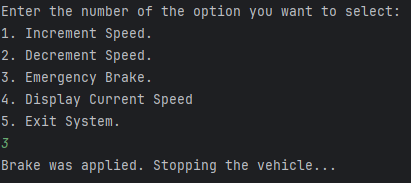 Enter the number of the option you want to select:
1. Increment Speed.
2. Decrement Speed.
3. Emergency Brake.
4. Display Current Speed
5. Exit System.
3
Brake was applied. Stopping the vehicle...